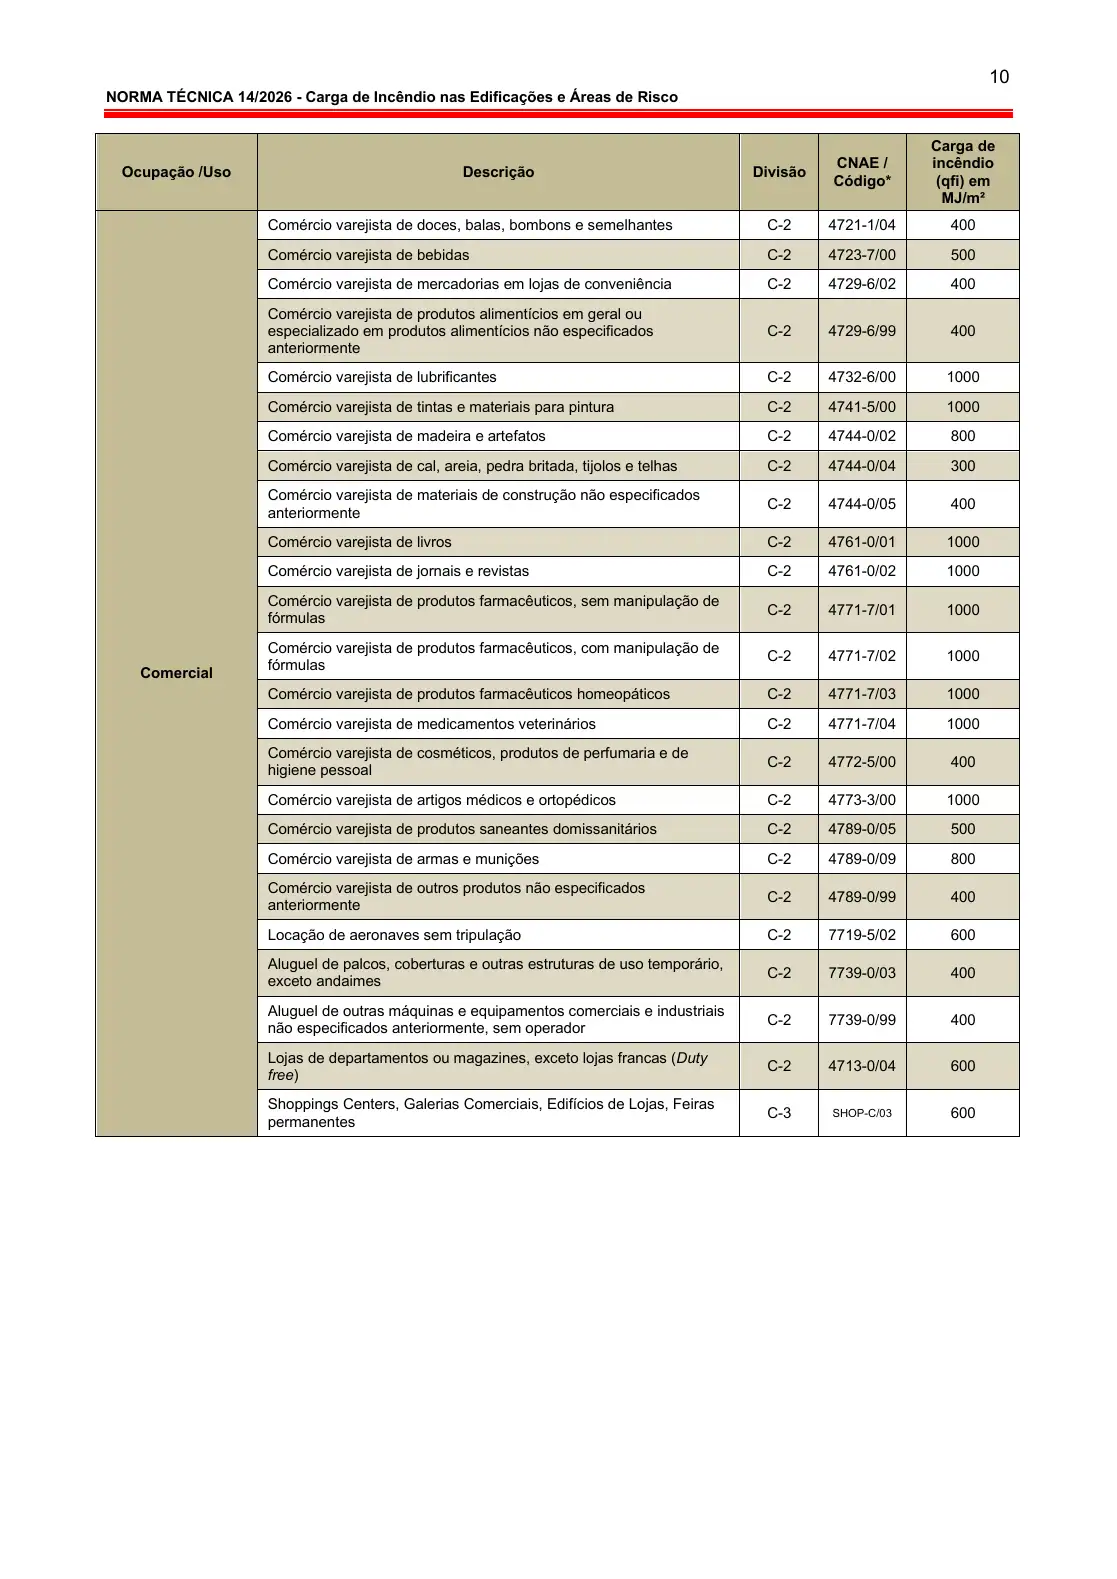 10
NORMA TÉCNICA 14/2026 - Carga de Incêndio nas Edificações e Áreas de Risco
Ocupação /Uso
Descrição
Divisão
CNAE /
Código*
Carga de
incêndio
(qfi) em
MJ/m²
Comercial
Comércio varejista de doces, balas, bombons e semelhantes C-2 4721-1/04 400
Comércio varejista de bebidas C-2 4723-7/00 500
Comércio varejista de mercadorias em lojas de conveniência C-2 4729-6/02 400
Comércio varejista de produtos alimentícios em geral ou
especializado em produtos alimentícios não especificados
anteriormente
C-2 4729-6/99 400
Comércio varejista de lubrificantes C-2 4732-6/00 1000
Comércio varejista de tintas e materiais para pintura C-2 4741-5/00 1000
Comércio varejista de madeira e artefatos C-2 4744-0/02 800
Comércio varejista de cal, areia, pedra britada, tijolos e telhas C-2 4744-0/04 300
Comércio varejista de materiais de construção não especificados
anteriormente
C-2 4744-0/05 400
Comércio varejista de livros C-2 4761-0/01 1000
Comércio varejista de jornais e revistas C-2 4761-0/02 1000
Comércio varejista de produtos farmacêuticos, sem manipulação de
fórmulas
C-2 4771-7/01 1000
Comércio varejista de produtos farmacêuticos, com manipulação de
fórmulas
C-2 4771-7/02 1000
Comércio varejista de produtos farmacêuticos homeopáticos C-2 4771-7/03 1000
Comércio varejista de medicamentos veterinários C-2 4771-7/04 1000
Comércio varejista de cosméticos, produtos de perfumaria e de
higiene pessoal
C-2 4772-5/00 400
Comércio varejista de artigos médicos e ortopédicos C-2 4773-3/00 1000
Comércio varejista de produtos saneantes domissanitários C-2 4789-0/05 500
Comércio varejista de armas e munições C-2 4789-0/09 800
Comércio varejista de outros produtos não especificados
anteriormente
C-2 4789-0/99 400
Locação de aeronaves sem tripulação C-2 7719-5/02 600
Aluguel de palcos, coberturas e outras estruturas de uso temporário,
exceto andaimes
C-2 7739-0/03 400
Aluguel de outras máquinas e equipamentos comerciais e industriais
não especificados anteriormente, sem operador
C-2 7739-0/99 400
Lojas de departamentos ou magazines, exceto lojas francas (Duty
free)
C-2 4713-0/04 600
Shoppings Centers, Galerias Comerciais, Edifícios de Lojas, Feiras
permanentes
C-3 SHOP-C/03 600